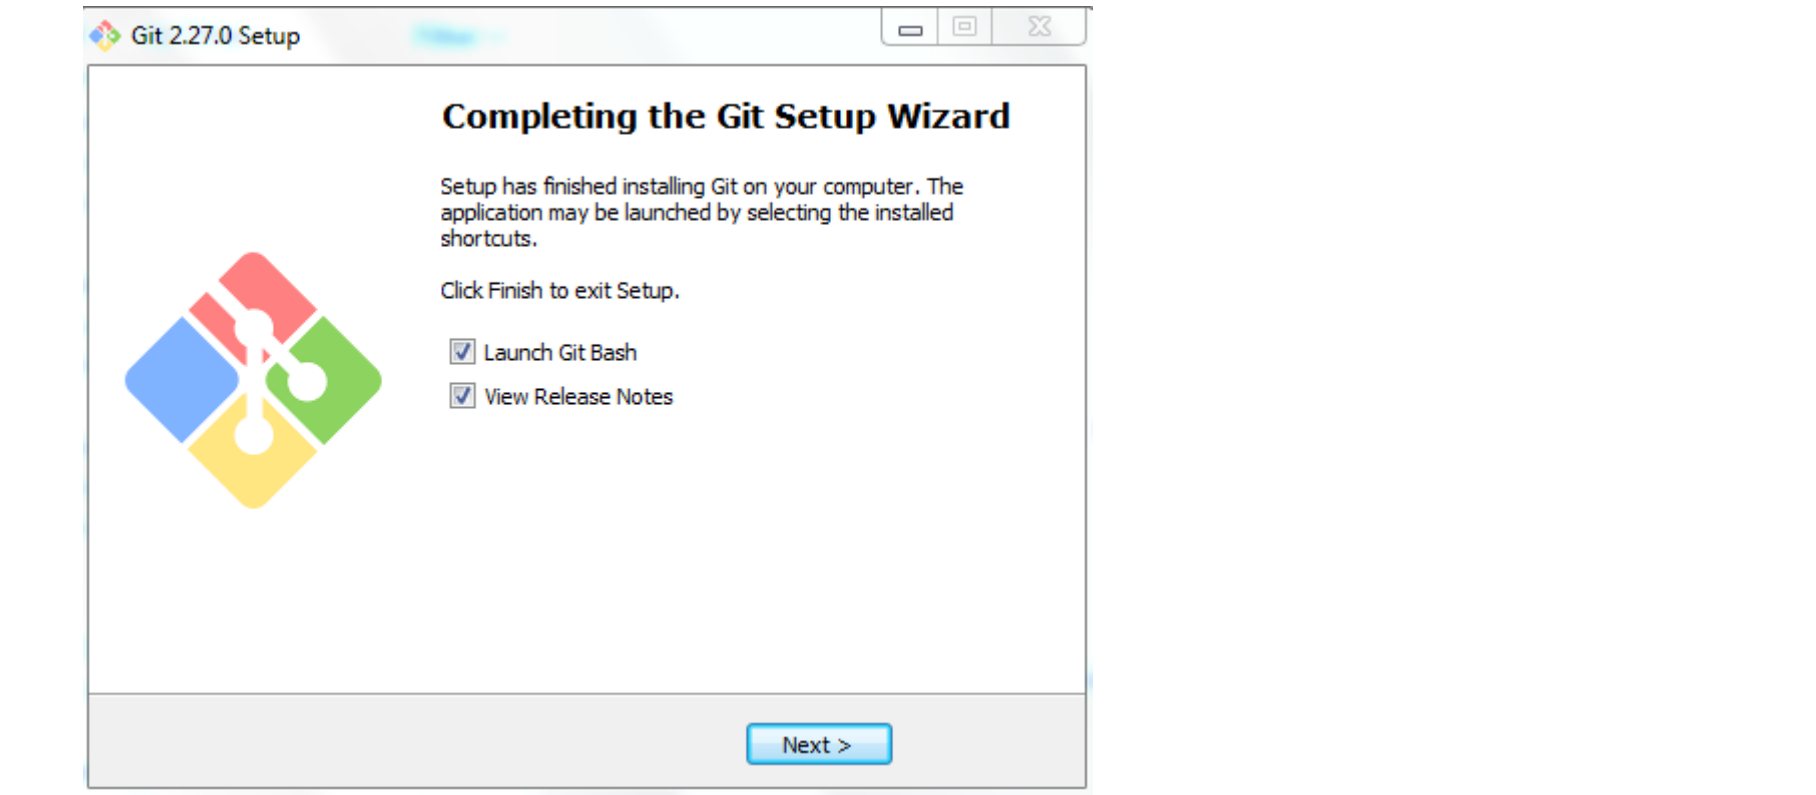 Git 2.27.0 Setup
Completing the Git Setup Wizard
Setup has finished installing Git on your computer. The
application may be launched by selecting the installed
shortcuts.
Click Finish to exit Setup.
Launch Git Bash
View Release Notes
Next >